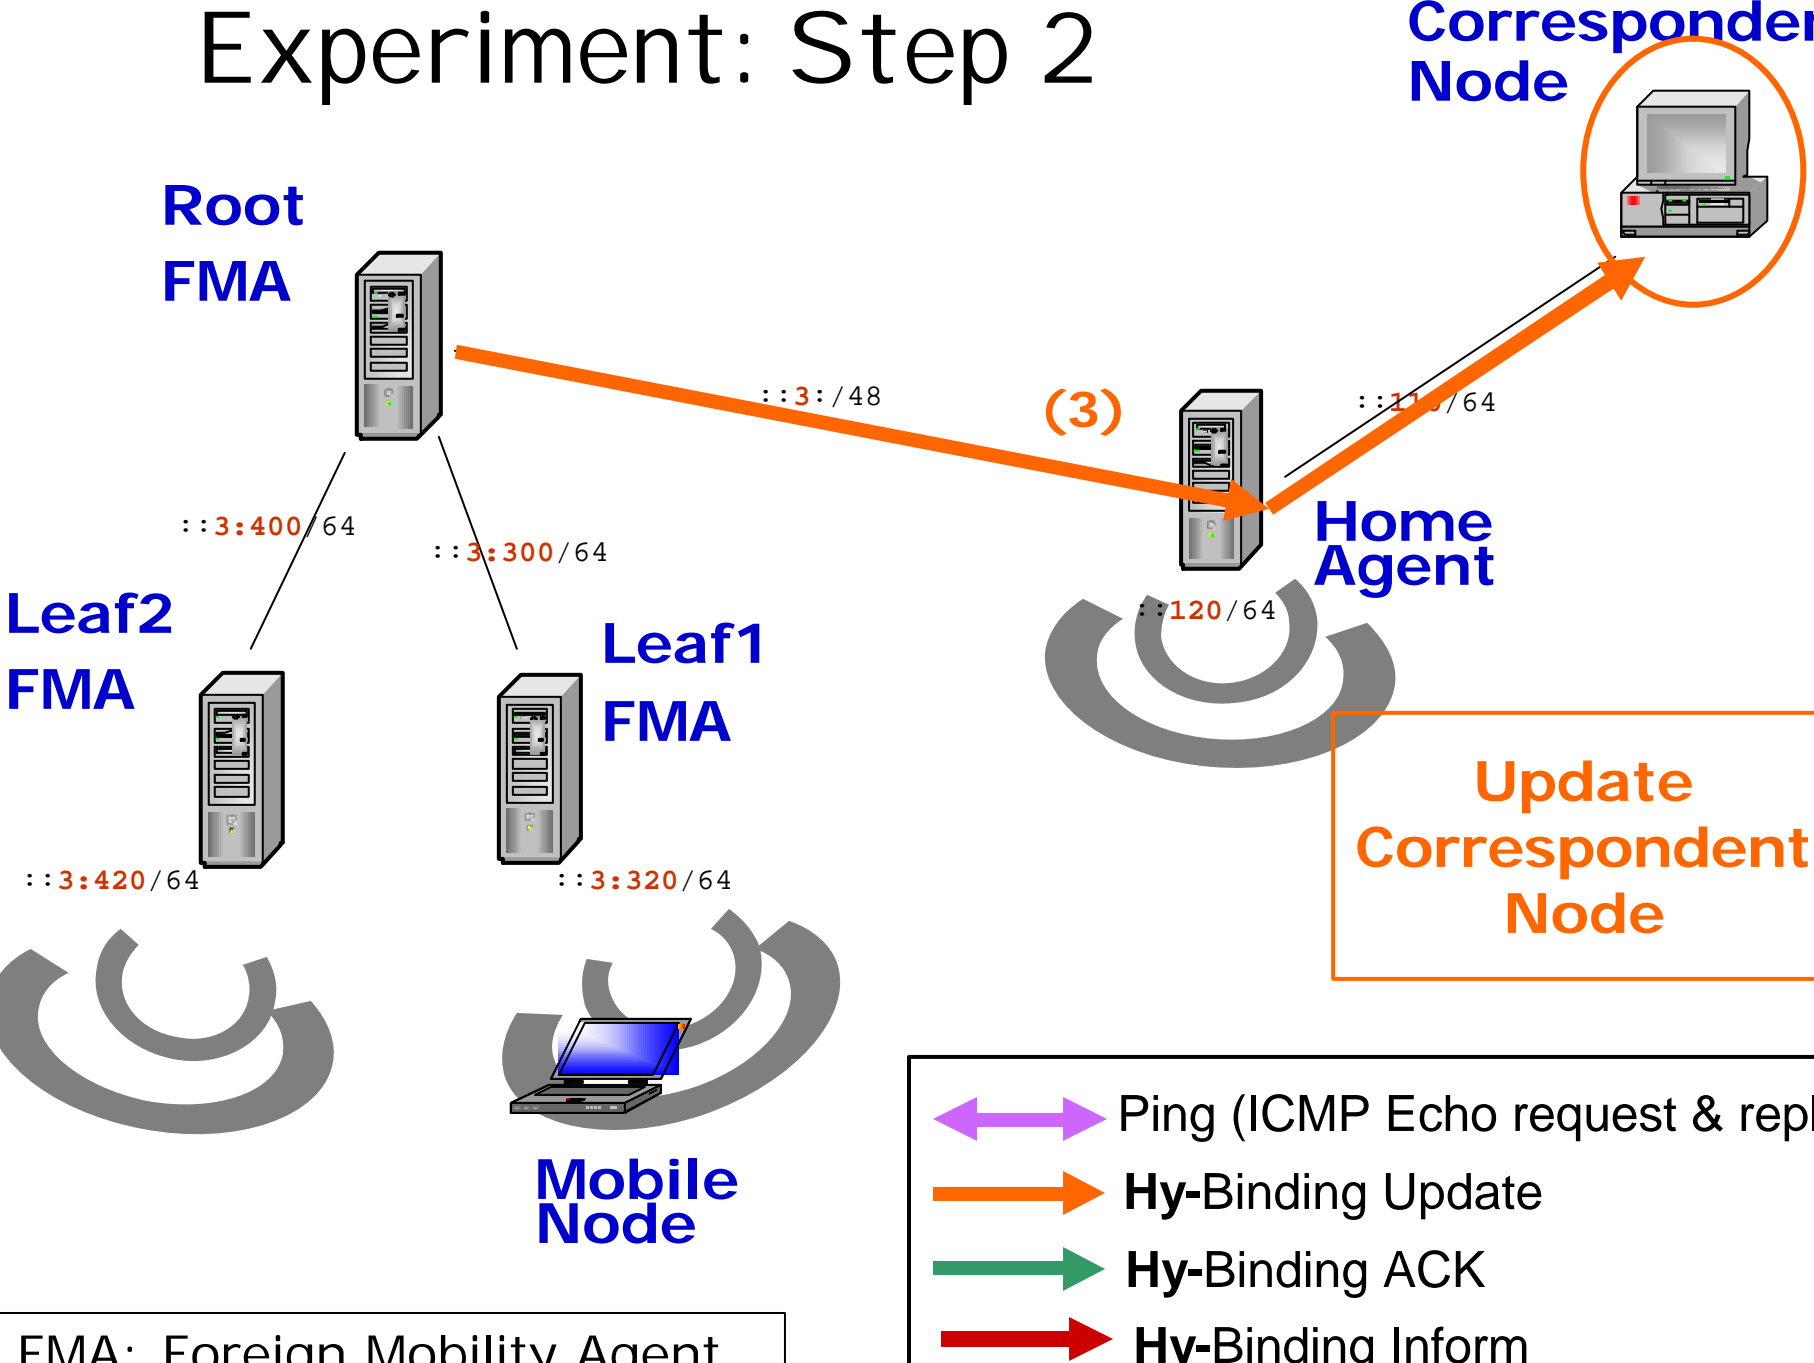 Experiment: Step 2
Node
Root
FMA
::3:/48
(3)
/64
::3:400/64
::3:300/64
Home
Agent
::120/64
Leaf2
FMA
Leaf1
FMA
Update
Correspondent
Node
::3:420/64
::3:320/64
Mobile
Node
Ping (ICMP Echo request &
Hy-Binding Update
Hy-Binding ACK
Hy-Binding Inform
FMA: Foreign Mobility Agent